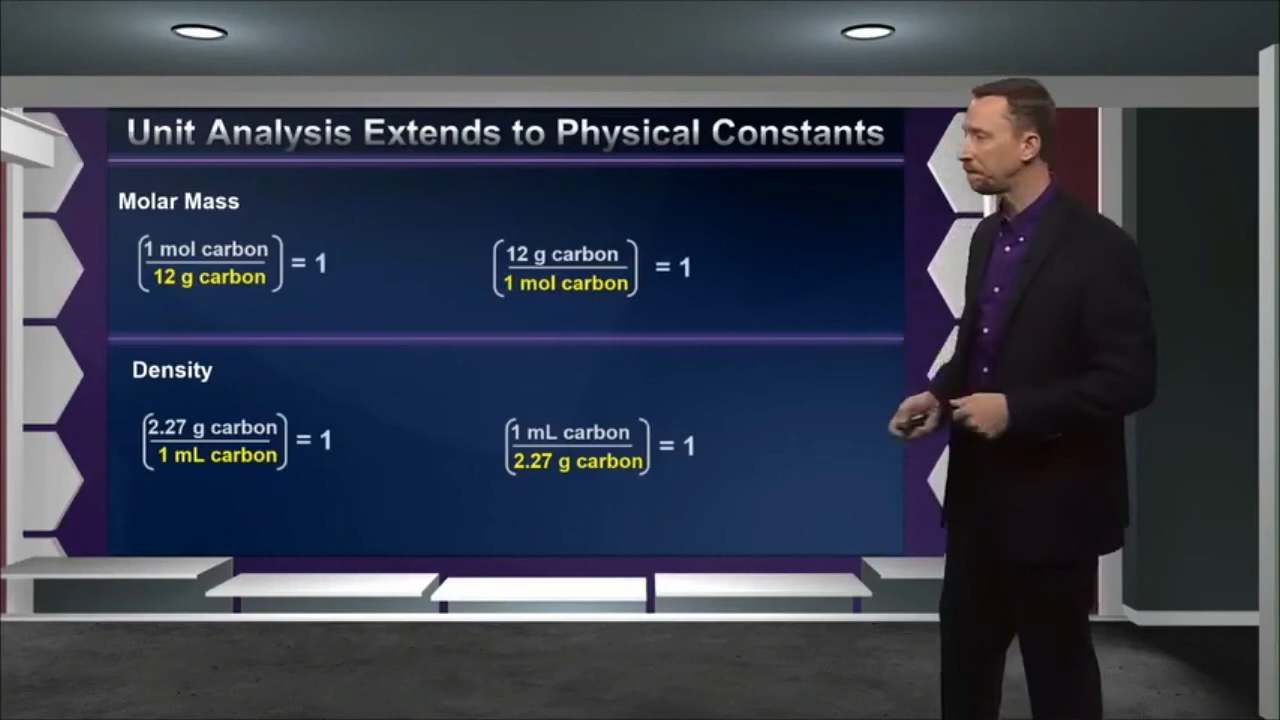 Unit Analysis Extends to Physical Constants
Molar Mass
(1 mol carbon / 12 g carbon) = 1
(12 g carbon / 1 mol carbon) = 1
Density
(2.27 g carbon / 1 mL carbon) = 1
(1 mL carbon / 2.27 g carbon) = 1